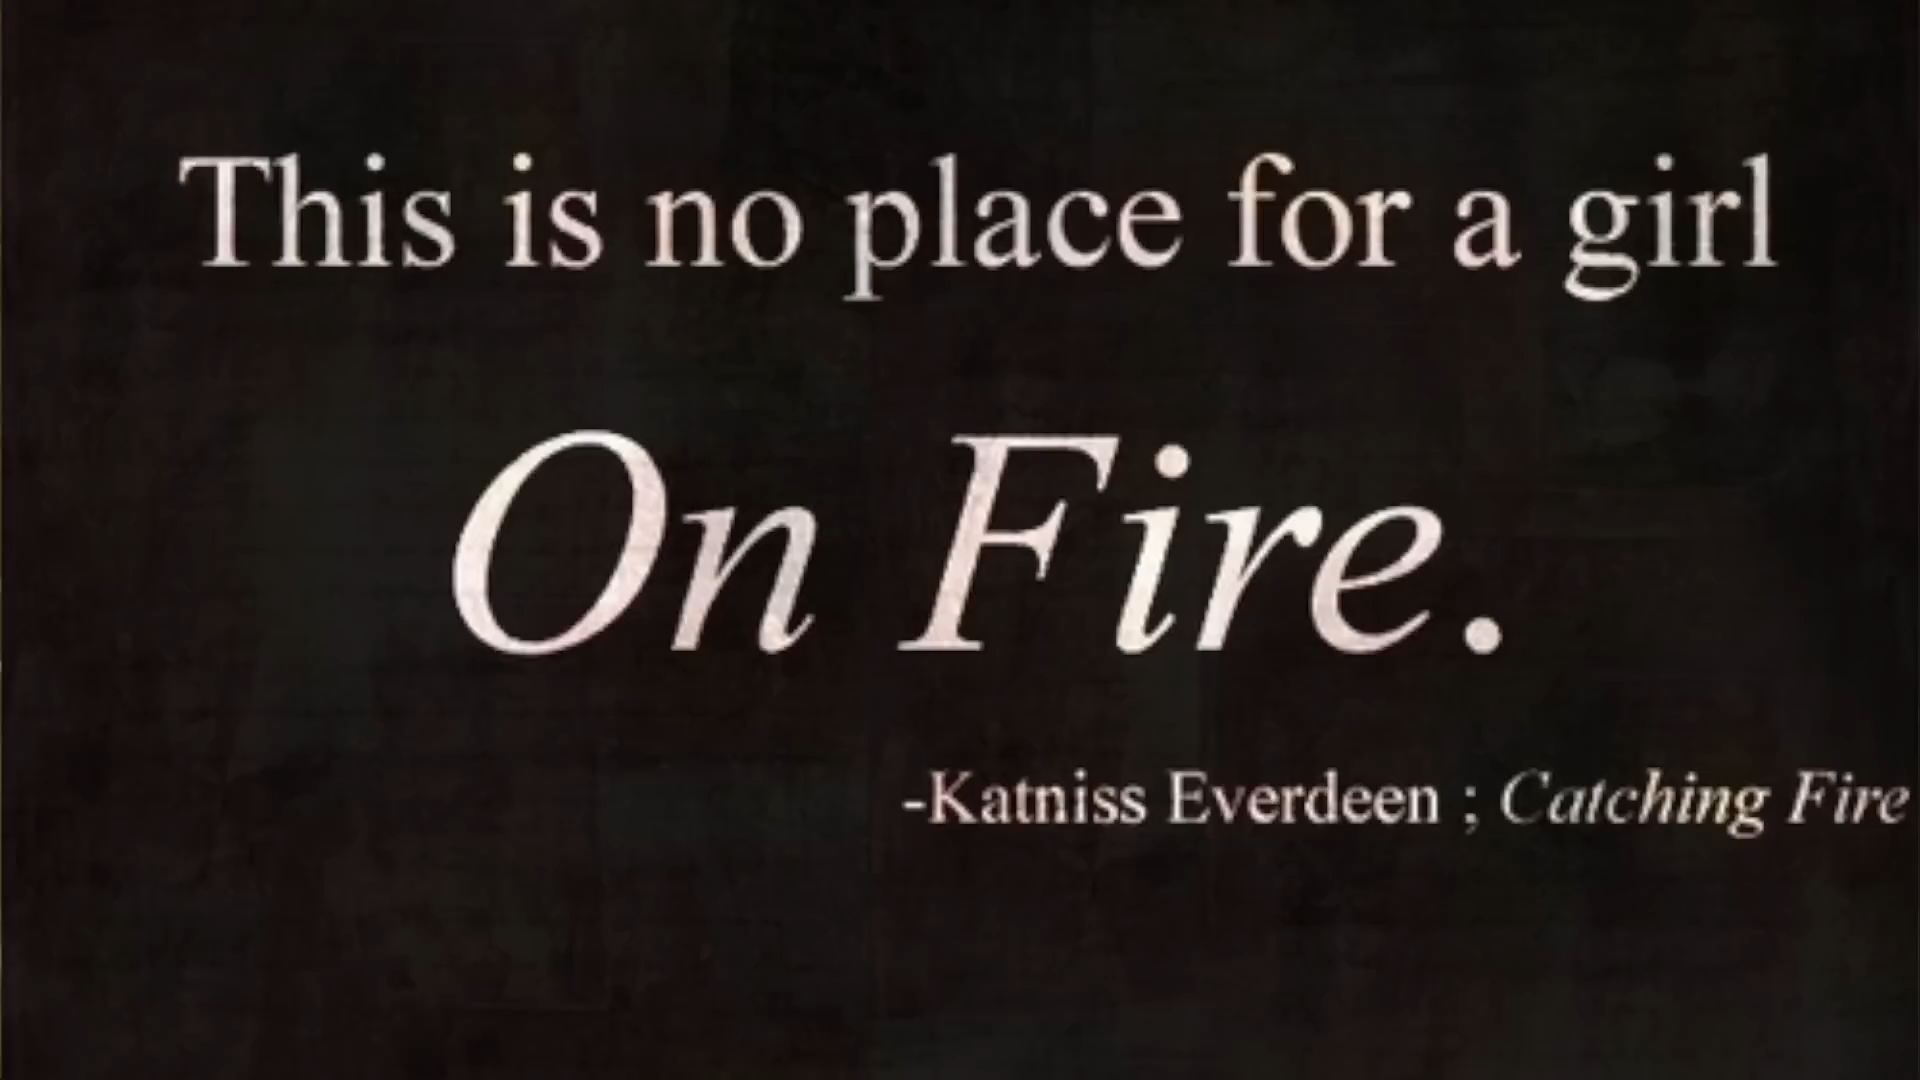 This is no place for a girl
On Fire.
-Katniss Everdeen ; Catching Fire